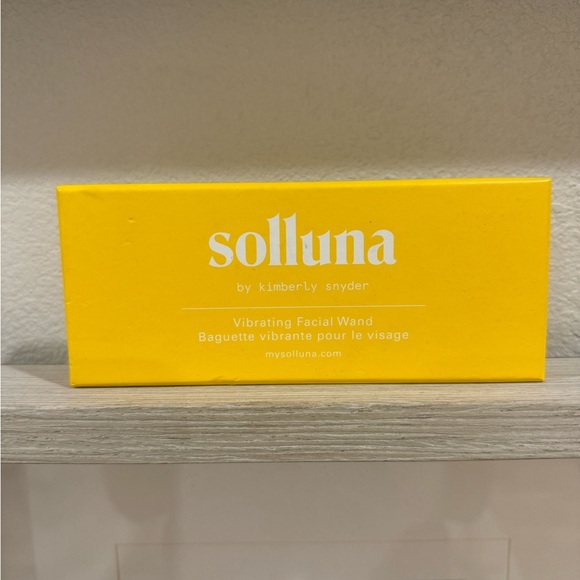 solluna
by kimberly snyder
Vibrating Facial Wand
Baguette vibrante pour le visage
mysolluna.com